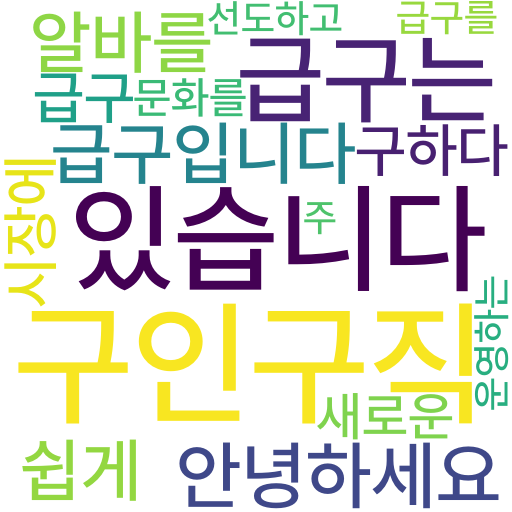 선도하고
급구를
알바를
급구는
급구
문화를
급구입니다
구하다
시장에
있습니다
주
운영하는
구인구직
새로운
쉽게
안녕하세요